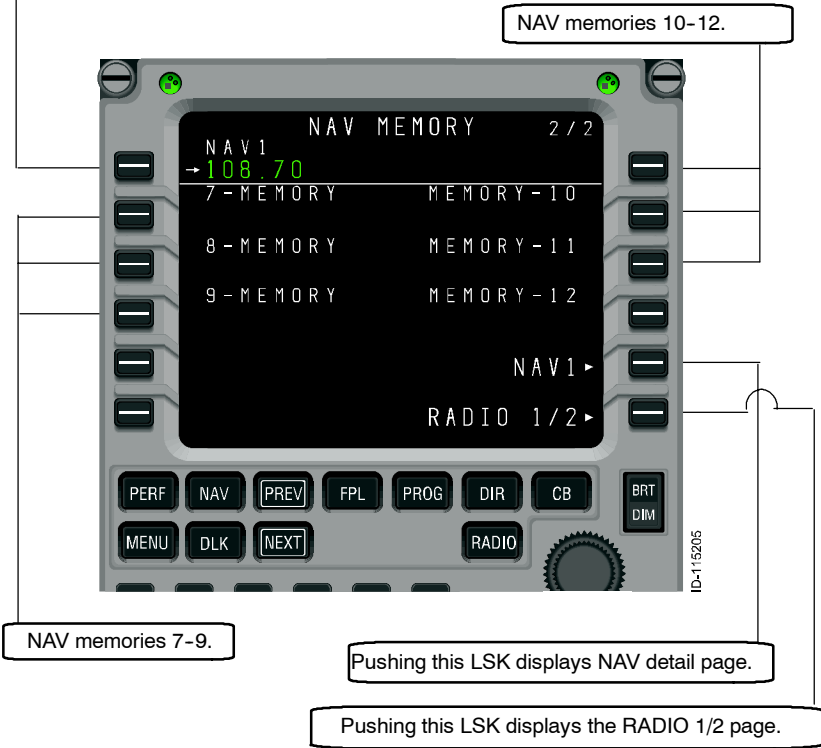 NAV memories 10-12.
NAV MEMORY 2/2
NAV1
→108.70
7-MEMORY MEMORY-10
8-MEMORY MEMORY-11
9-MEMORY MEMORY-12
NAV1▸
RADIO 1/2▸
PERF NAV PREV FPL PROG DIR CB BRT
DIM
MENU DLK NEXT RADIO
ID-115205
NAV memories 7-9.
Pushing this LSK displays NAV detail page.
Pushing this LSK displays the RADIO 1/2 page.